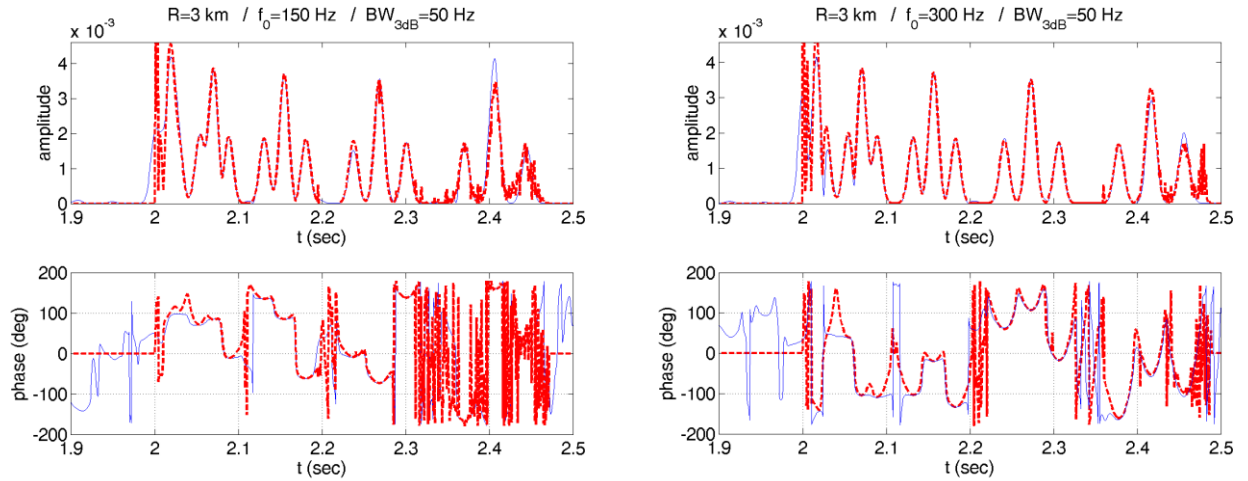 R=3 km / f₀=150 Hz / BW₃dB=50 Hz
x 10⁻³
amplitude
4
3
2
1
0
1.9 2 2.1 2.2 2.3 2.4 2.5
t (sec)
phase (deg)
200
100
0
-100
-200
1.9 2 2.1 2.2 2.3 2.4 2.5
t (sec)
R=3 km / f₀=300 Hz / BW₃dB=50 Hz
x 10⁻³
amplitude
4
3
2
1
0
1.9 2 2.1 2.2 2.3 2.4 2.5
t (sec)
phase (deg)
200
100
0
-100
-200
1.9 2 2.1 2.2 2.3 2.4 2.5
t (sec)